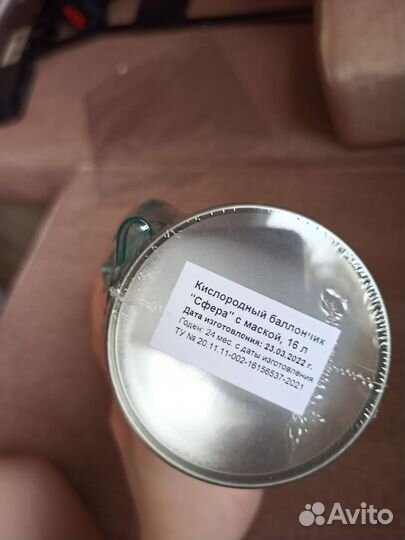 Кислородный баллончик
"Сфера" с маской, 16 л
Дата изготовления: 23.03.2022 г.
Годен: 24 мес. с даты изготовления
ТУ № 20.11.11-002-16156537-2021
Avito